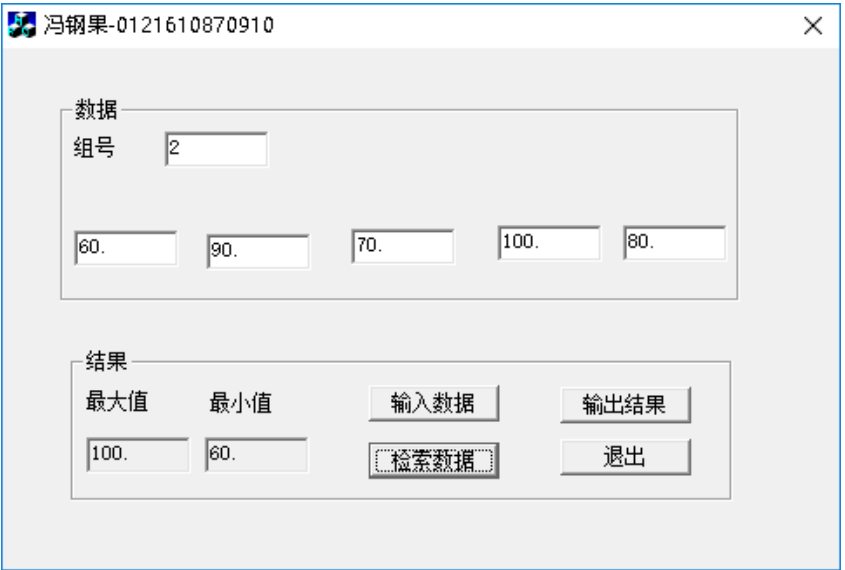 冯钢果-0121610870910
数据
组号 2
60. 90. 70. 100. 80.
结果
最大值 最小值 输入数据 输出结果
100. 60. 检索数据 退出